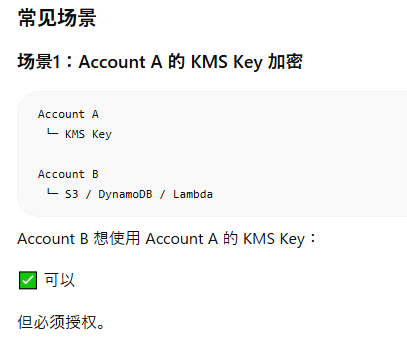 常见场景
场景1：Account A 的 KMS Key 加密
Account A
└─ KMS Key
Account B
└─ S3 / DynamoDB / Lambda
Account B 想使用 Account A 的 KMS Key：
✅ 可以
但必须授权。